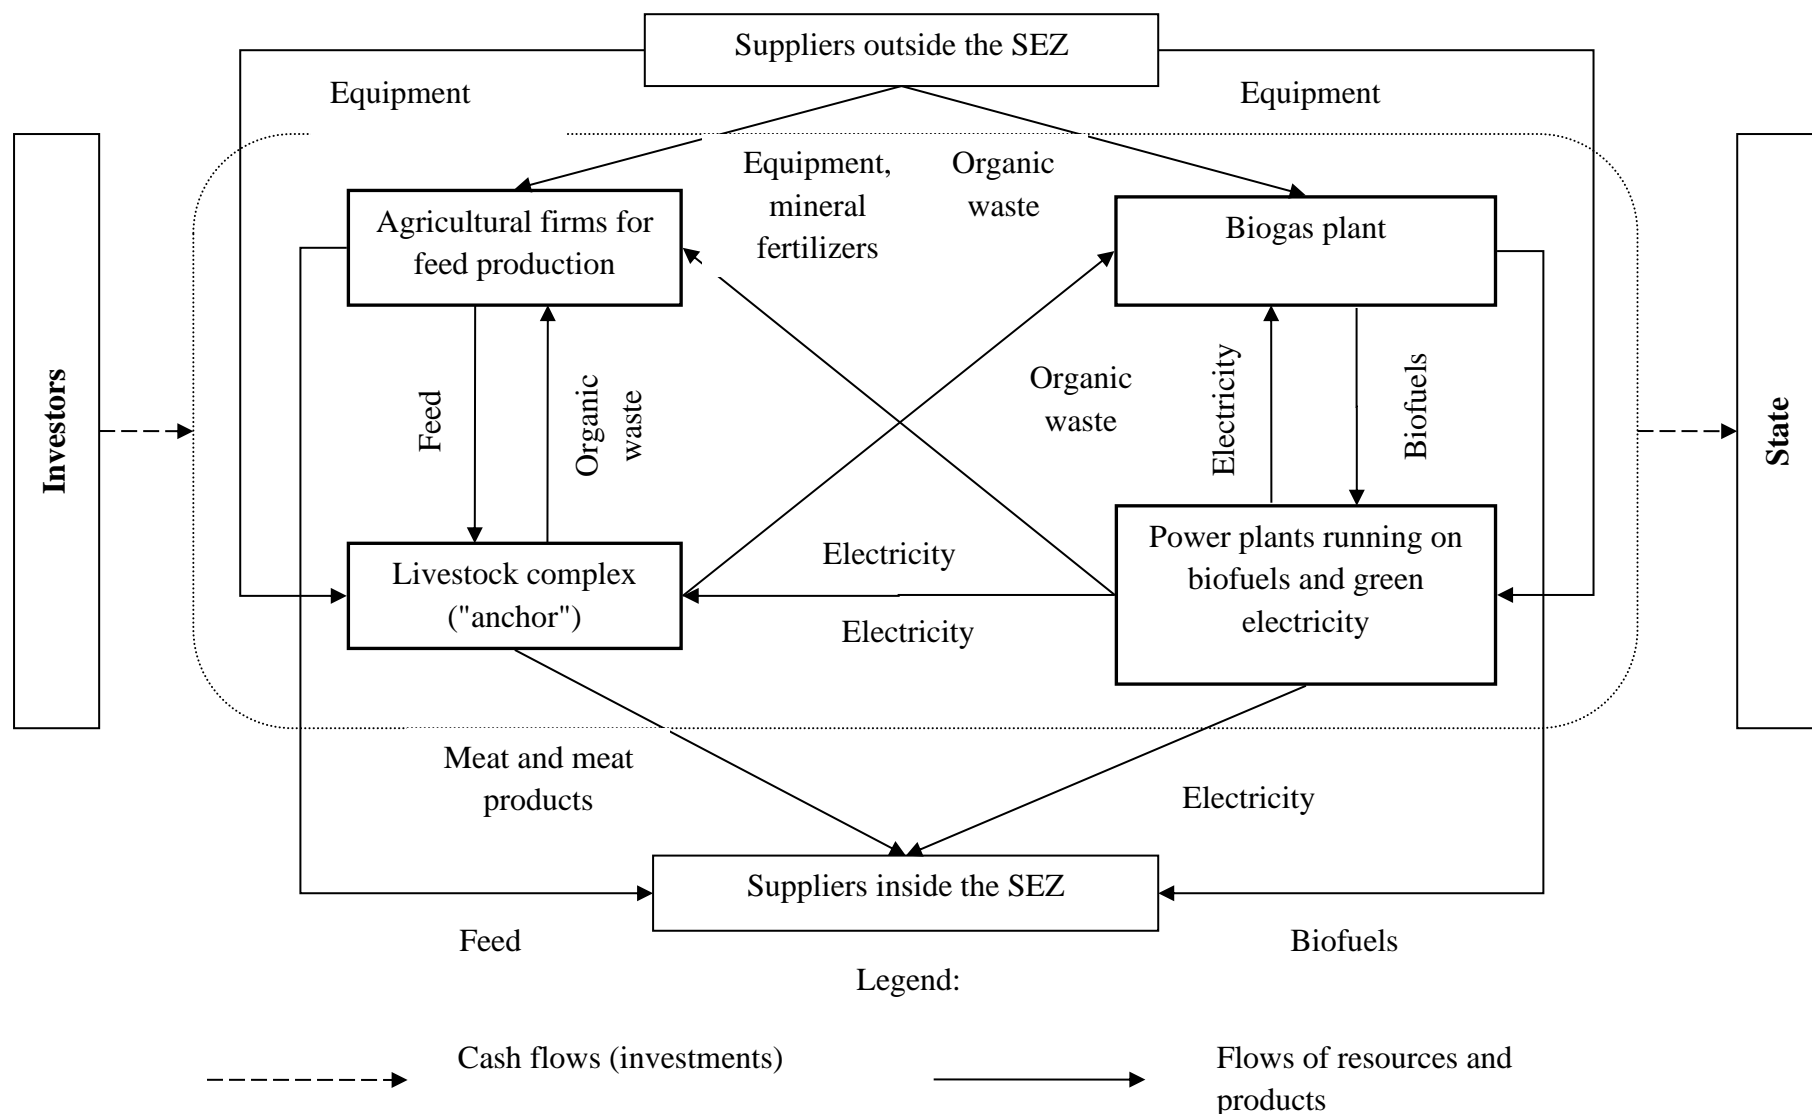 Suppliers outside the SEZ
Equipment
Equipment
Equipment,
mineral
fertilizers
Organic
waste
Agricultural firms for
feed production
Biogas plant
Investors
State
Feed
Organic
waste
Organic
waste
Electricity
Biofuels
Livestock complex
("anchor")
Electricity
Electricity
Power plants running on
biofuels and green
electricity
Meat and meat
products
Electricity
Suppliers inside the SEZ
Feed
Biofuels
Legend:
Cash flows (investments)
Flows of resources and
products